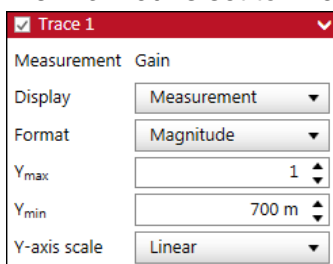 Trace 1
Measurement Gain
Display Measurement
Format Magnitude
Ymax 1
Ymin 700 m
Y-axis scale Linear